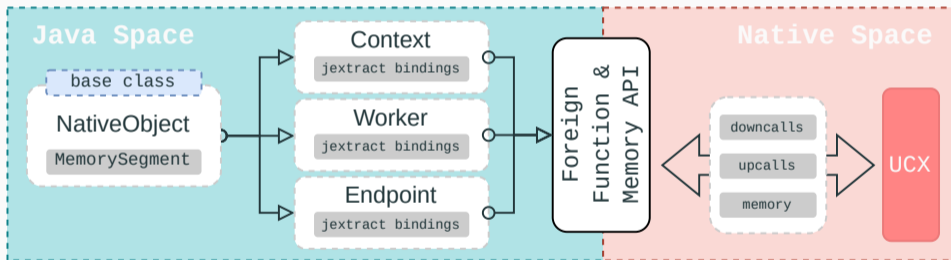 Java Space
Native Space
base class
NativeObject
MemorySegment
Context
jextract bindings
Worker
jextract bindings
Endpoint
jextract bindings
Foreign
Function &
Memory API
downcalls
upcalls
memory
UCX